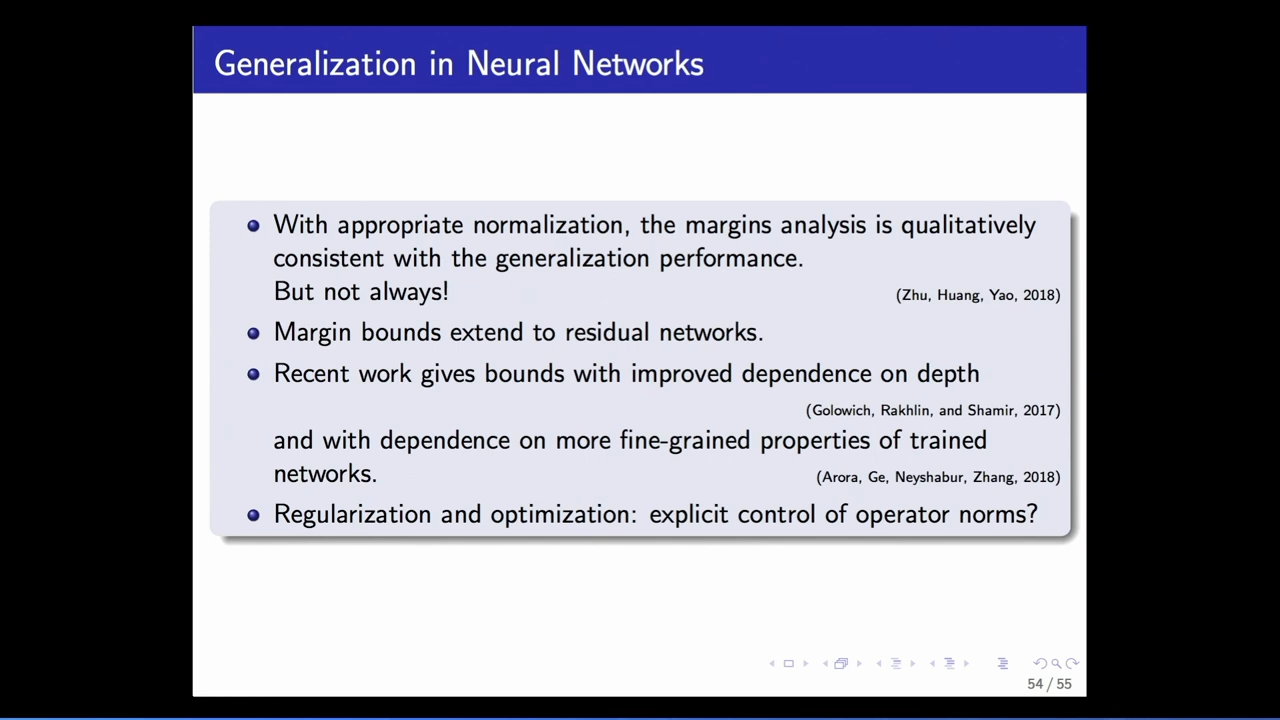 Generalization in Neural Networks
With appropriate normalization, the margins analysis is qualitatively
consistent with the generalization performance.
But not always! (Zhu, Huang, Yao, 2018)
Margin bounds extend to residual networks.
Recent work gives bounds with improved dependence on depth
(Golowich, Rakhlin, and Shamir, 2017)
and with dependence on more fine-grained properties of trained
networks. (Arora, Ge, Neyshabur, Zhang, 2018)
Regularization and optimization: explicit control of operator norms?
54 / 55